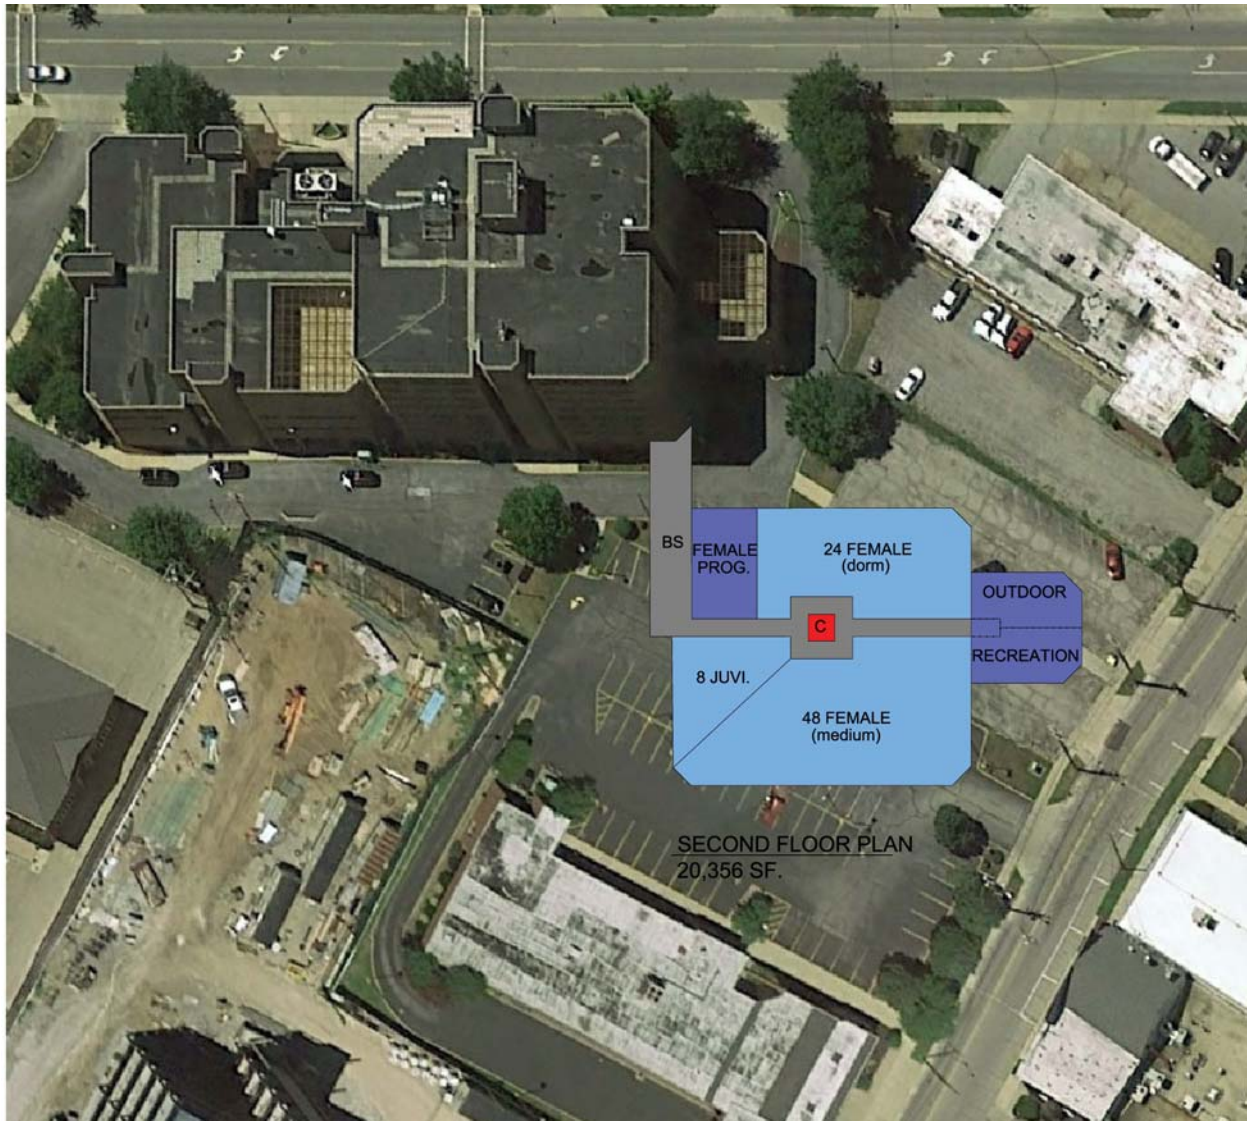 BS
FEMALE
PROG.
24 FEMALE
(dorm)
OUTDOOR
C
RECREATION
8 JUVI.
48 FEMALE
(medium)
SECOND FLOOR PLAN
20,356 SF.